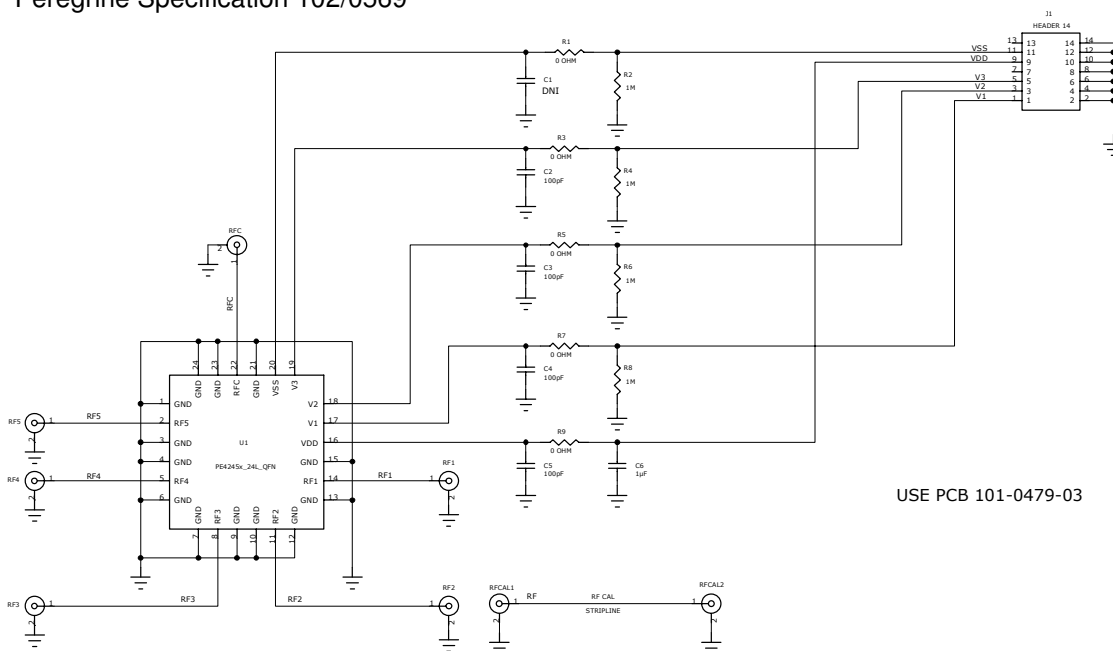 Peregrine Specification 102/0569
J1
HEADER 14
13 13 14 14
VSS 11 11 12 12
VDD 9 9 10 10
7 7 8 8
V3 5 5 6 6
V2 3 3 4 4
V1 1 1 2 2
R1
0 OHM
C1
DNI
R2
1M
R3
0 OHM
C2
100pF
R4
1M
RFC
2
1
RFC
R5
0 OHM
C3
100pF
R6
1M
R7
0 OHM
C4
100pF
R8
1M
24 23 22 21 20 19
GND GND RFC GND VSS V3
1 GND V2 18
RF5 1 RF5 2 RF5 V1 17
2
3 GND U1 VDD 16
R9
0 OHM
C5
100pF
C6
1µF
4 GND PE4245x_24L_QFN GND 15
RF4 1 RF4 5 RF4 RF1 14 RF1 1 RF1
2
2
6 GND GND 13
GND RF3 GND GND RF2 GND
7 8 9 10 11 12
USE PCB 101-0479-03
RF3 1 RF3
2
RF2 1 RF2
2
RFCAL1 1 RF RF CAL 1 RFCAL2
STRIPLINE
2
2